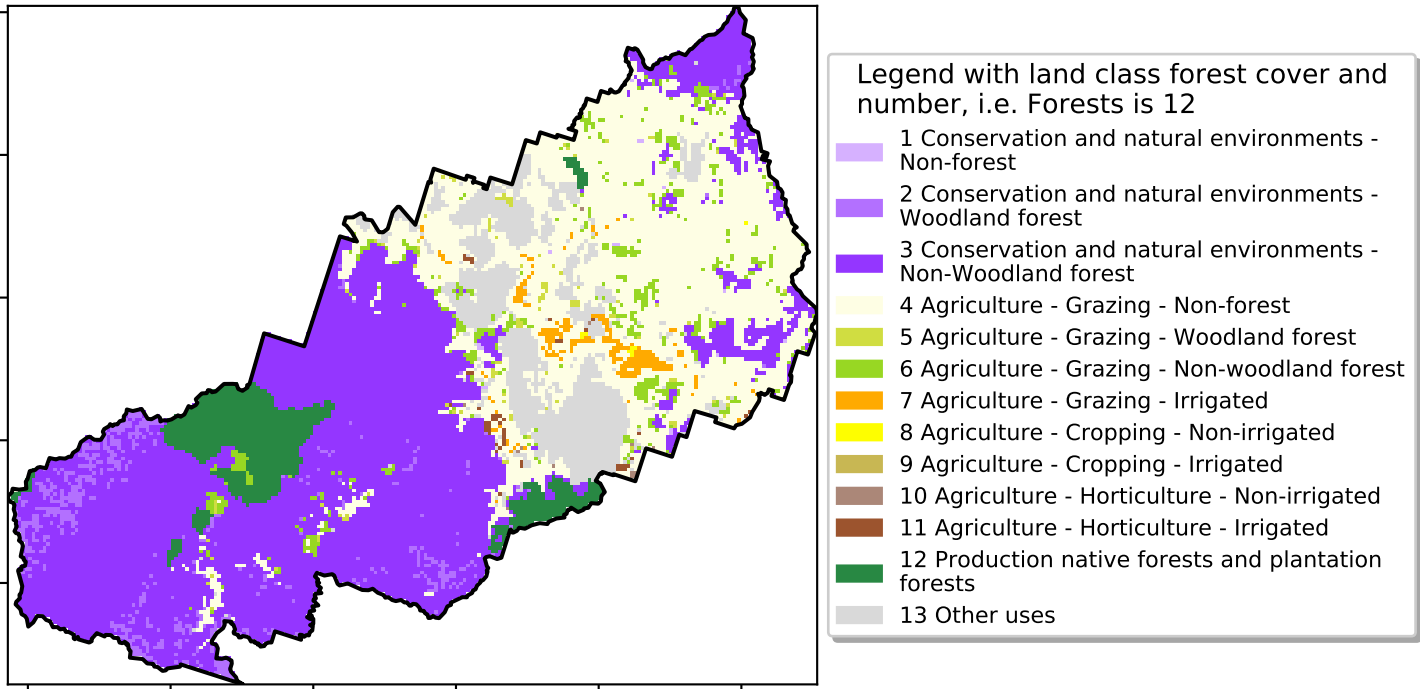 Legend with land class forest cover and
number, i.e. Forests is 12
1 Conservation and natural environments -
Non-forest
2 Conservation and natural environments -
Woodland forest
3 Conservation and natural environments -
Non-Woodland forest
4 Agriculture - Grazing - Non-forest
5 Agriculture - Grazing - Woodland forest
6 Agriculture - Grazing - Non-woodland forest
7 Agriculture - Grazing - Irrigated
8 Agriculture - Cropping - Non-irrigated
9 Agriculture - Cropping - Irrigated
10 Agriculture - Horticulture - Non-irrigated
11 Agriculture - Horticulture - Irrigated
12 Production native forests and plantation
forests
13 Other uses